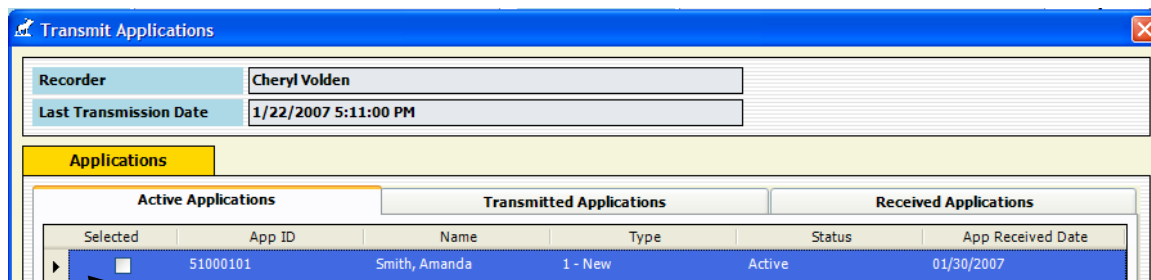 Transmit Applications
Recorder Cheryl Volden
Last Transmission Date 1/22/2007 5:11:00 PM
Applications
Active Applications Transmitted Applications Received Applications
Selected App ID Name Type Status App Received Date
51000101 Smith, Amanda 1 - New Active 01/30/2007